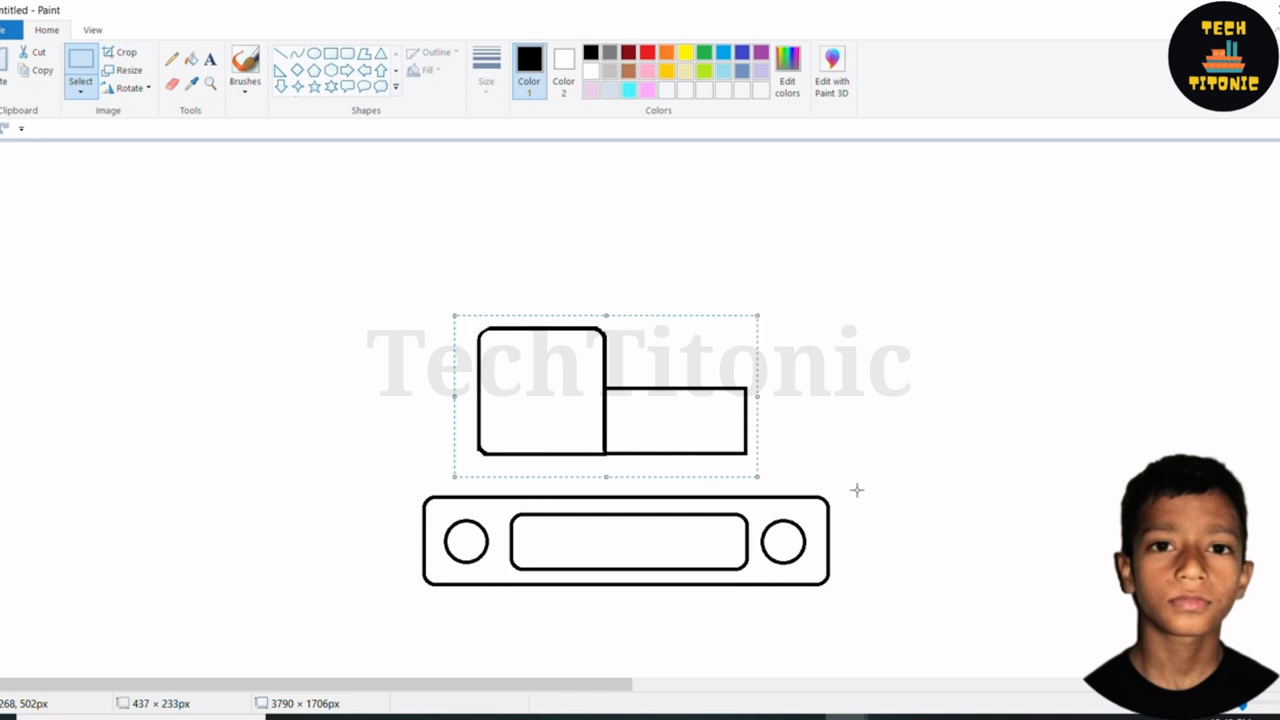 ntitled - Paint
Home View
Cut
Copy
Clipboard
Select
Crop
Resize
Rotate
Image
Tools
Brushes
Shapes
Outline
Fill
Size
Color 1
Color 2
Edit colors
Colors
Edit with Paint 3D
TECH
TITONIC
TechTitonic
268, 502px
437 × 233px
3790 × 1706px